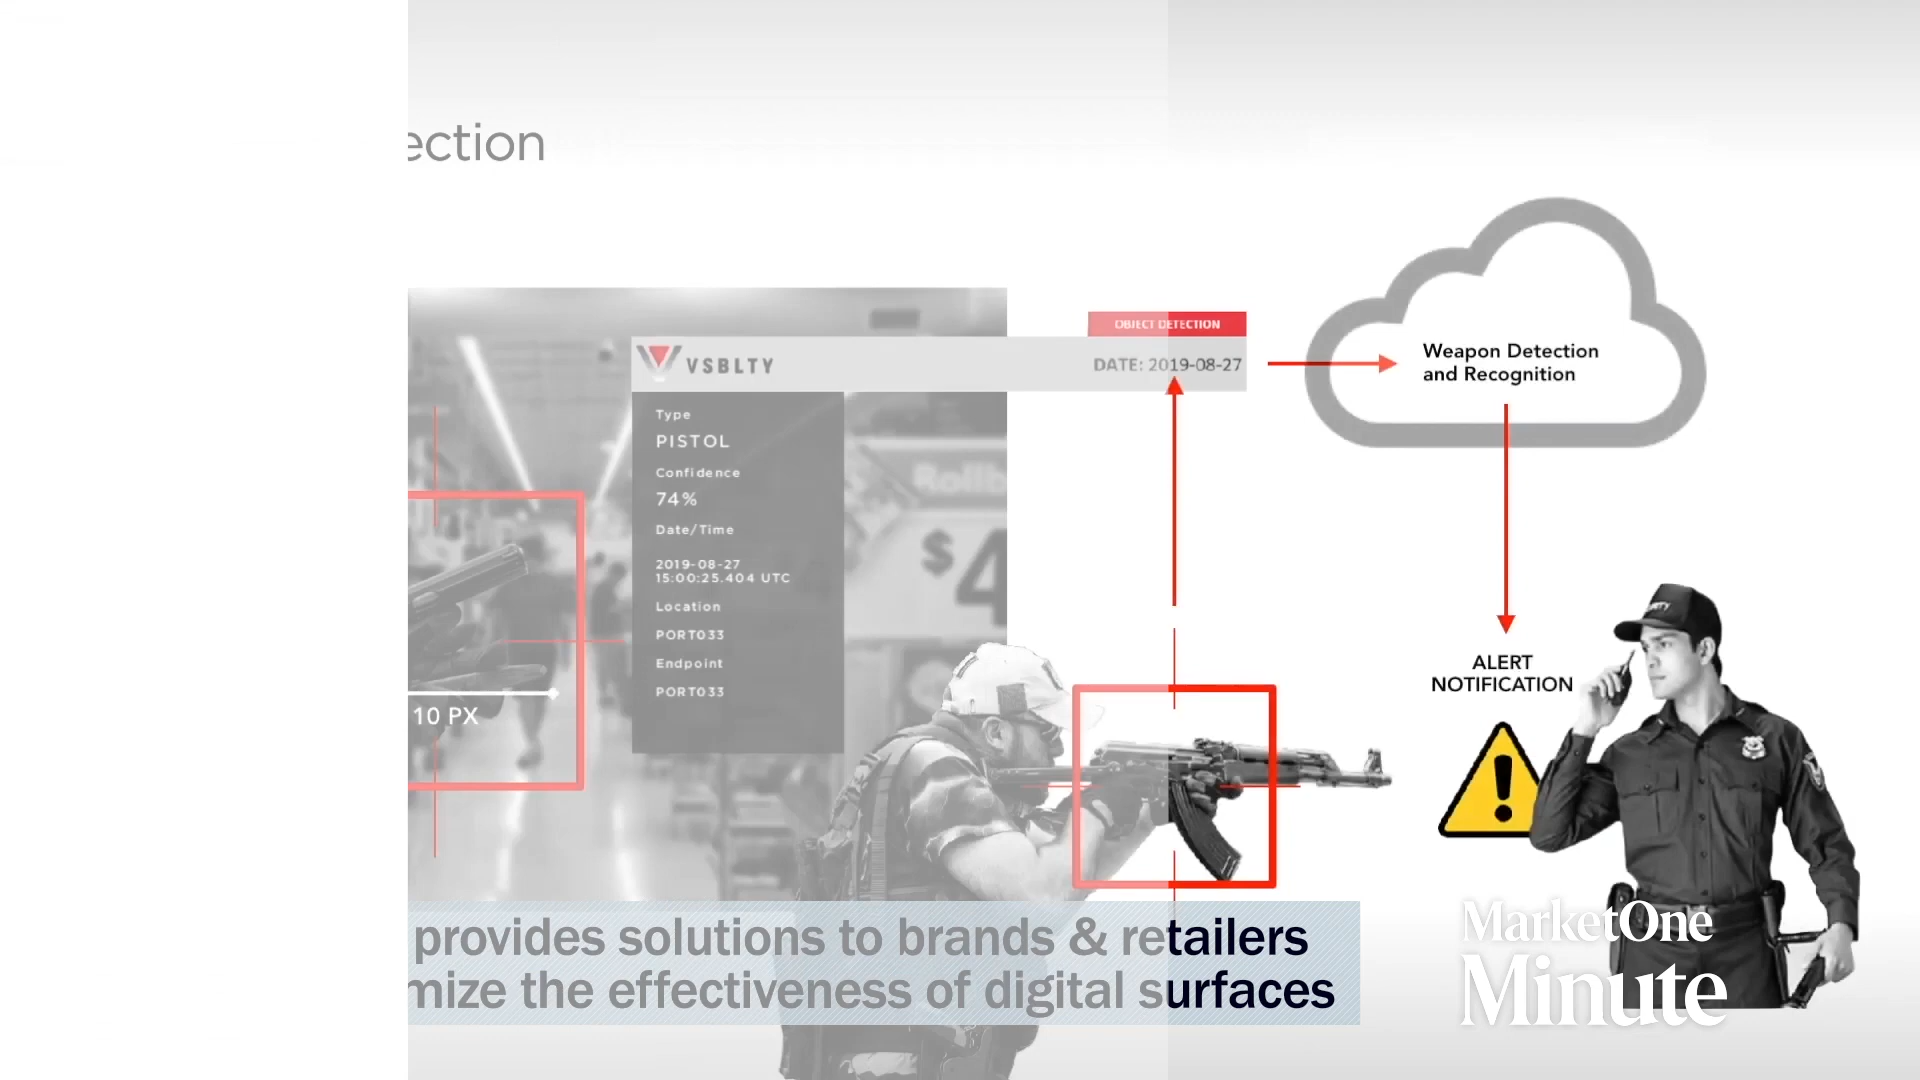 ection
OBJECT DETECTION
VSBLTY
DATE: 2019-08-27
Weapon Detection
and Recognition
Type
PISTOL
Confidence
74%
Date/Time
2019-08-27
15:00:25.404 UTC
Location
PORT033
Endpoint
PORT033
10 PX
Rollb
$4
ALERT
NOTIFICATION
provides solutions to brands & retailers
mize the effectiveness of digital surfaces
MarketOne
Minute